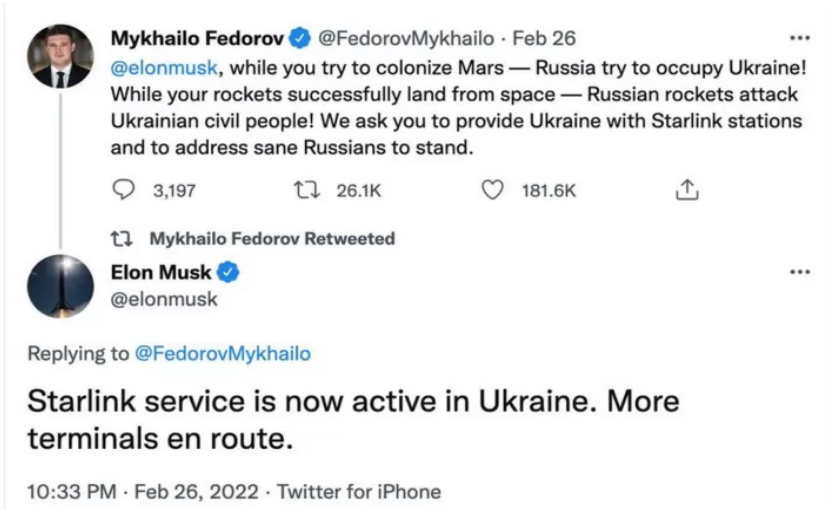 Mykhailo Fedorov @FedorovMykhailo · Feb 26
@elonmusk, while you try to colonize Mars — Russia try to occupy Ukraine!
While your rockets successfully land from space — Russian rockets attack
Ukrainian civil people! We ask you to provide Ukraine with Starlink stations
and to address sane Russians to stand.
3,197 26.1K 181.6K
Mykhailo Fedorov Retweeted
Elon Musk
@elonmusk
Replying to @FedorovMykhailo
Starlink service is now active in Ukraine. More
terminals en route.
10:33 PM · Feb 26, 2022 · Twitter for iPhone